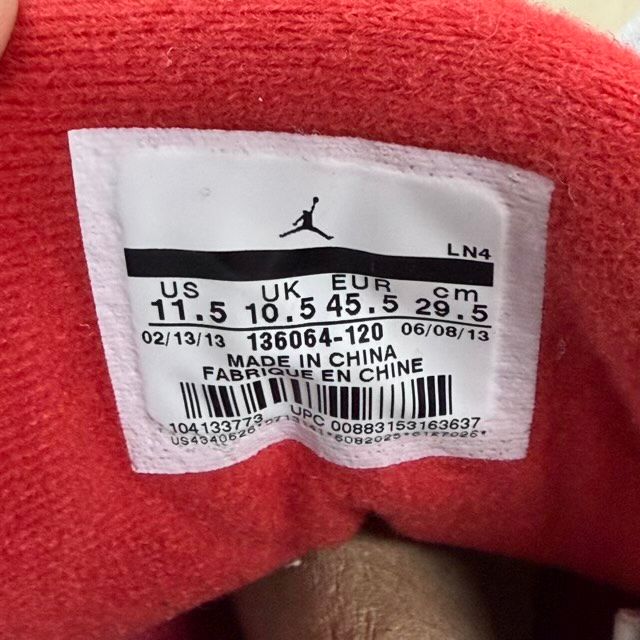 LN4
US UK EUR cm
11.5 10.5 45.5 29.5
02/13/13 136064-120 06/08/13
MADE IN CHINA
FABRIQUE EN CHINE
104133773 UPC 00883153163637